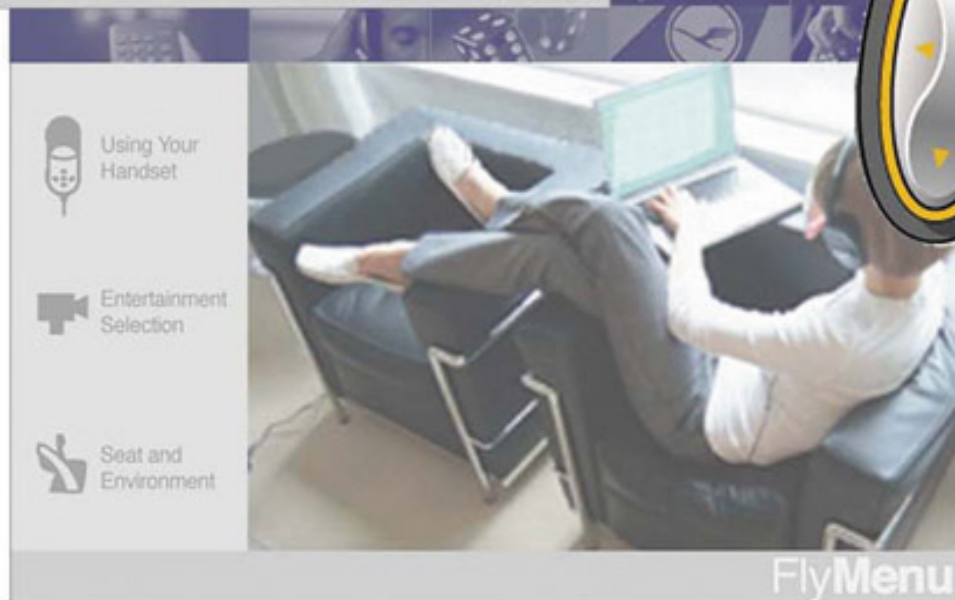 Using Your
Handset
Entertainment
Selection
Seat and
Environment
FlyMenu